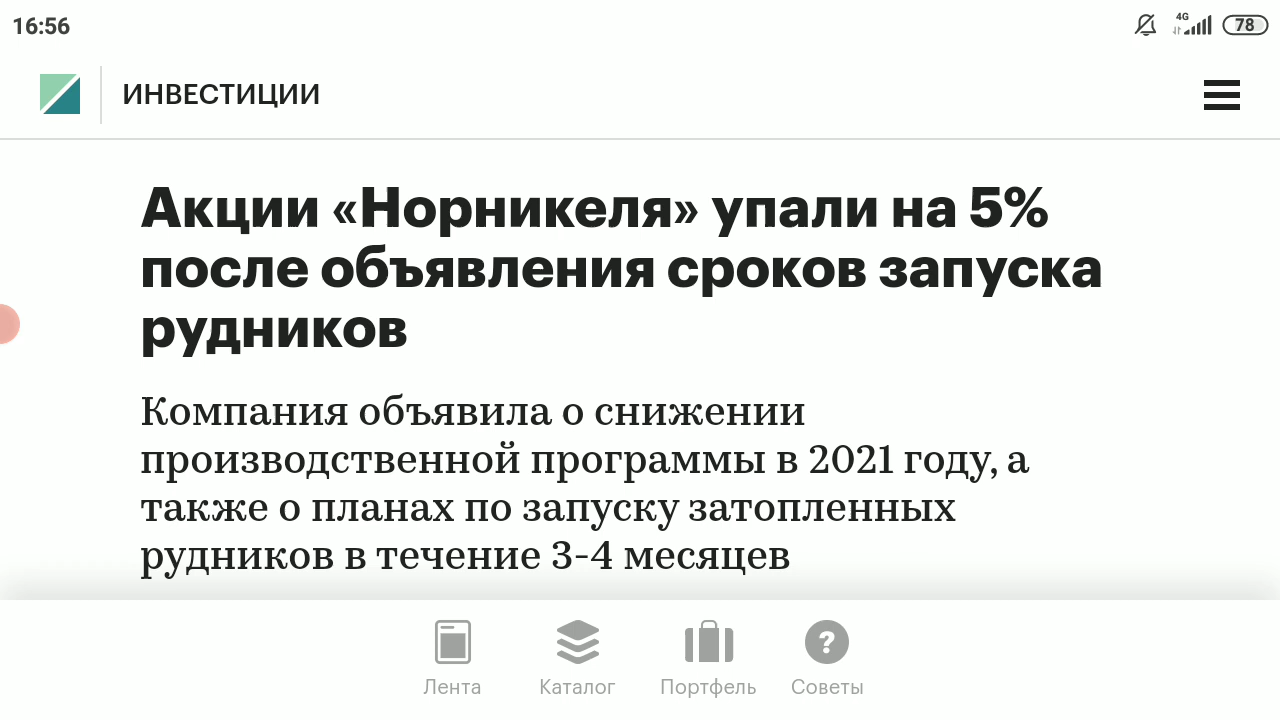 16:56
4G
78
ИНВЕСТИЦИИ
Акции «Норникеля» упали на 5%
после объявления сроков запуска
рудников
Компания объявила о снижении
производственной программы в 2021 году, а
также о планах по запуску затопленных
рудников в течение 3-4 месяцев
Лента
Каталог
Портфель
Советы